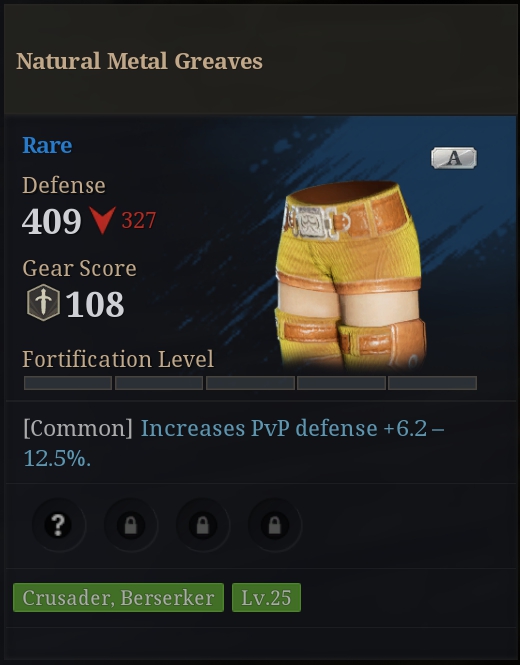 Natural Metal Greaves
Rare
A
Defense
409 327
Gear Score
108
Fortification Level
[Common] Increases PvP defense +6.2 –
12.5%.
?
Crusader, Berserker Lv.25